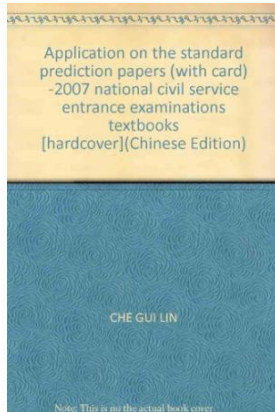 Application on the standard
prediction papers (with card)
-2007 national civil service
entrance examinations
textbooks
[hardcover](Chinese Edition)
CHE GUI LIN
Note: This is no the actual book cover